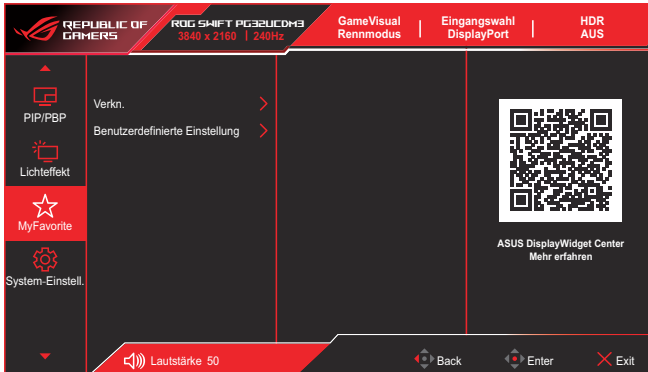 REPUBLIC OF
GAMERS
ROG SWIFT PG32UCDM3
3840 x 2160 | 240Hz
GameVisual
Rennmodus
Eingangswahl
DisplayPort
HDR
AUS
PIP/PBP
Lichteffekt
MyFavorite
System-Einstell.
Verkn.
Benutzerdefinierte Einstellung
ASUS DisplayWidget Center
Mehr erfahren
Lautstärke 50
Back
Enter
Exit